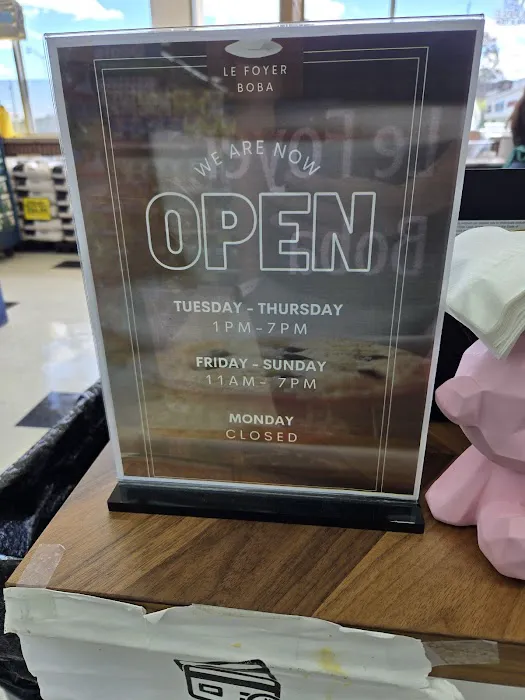 LE FOYER
BOBA
WE ARE NOW
OPEN
TUESDAY - THURSDAY
1PM-7PM
FRIDAY - SUNDAY
11AM- 7PM
MONDAY
CLOSED